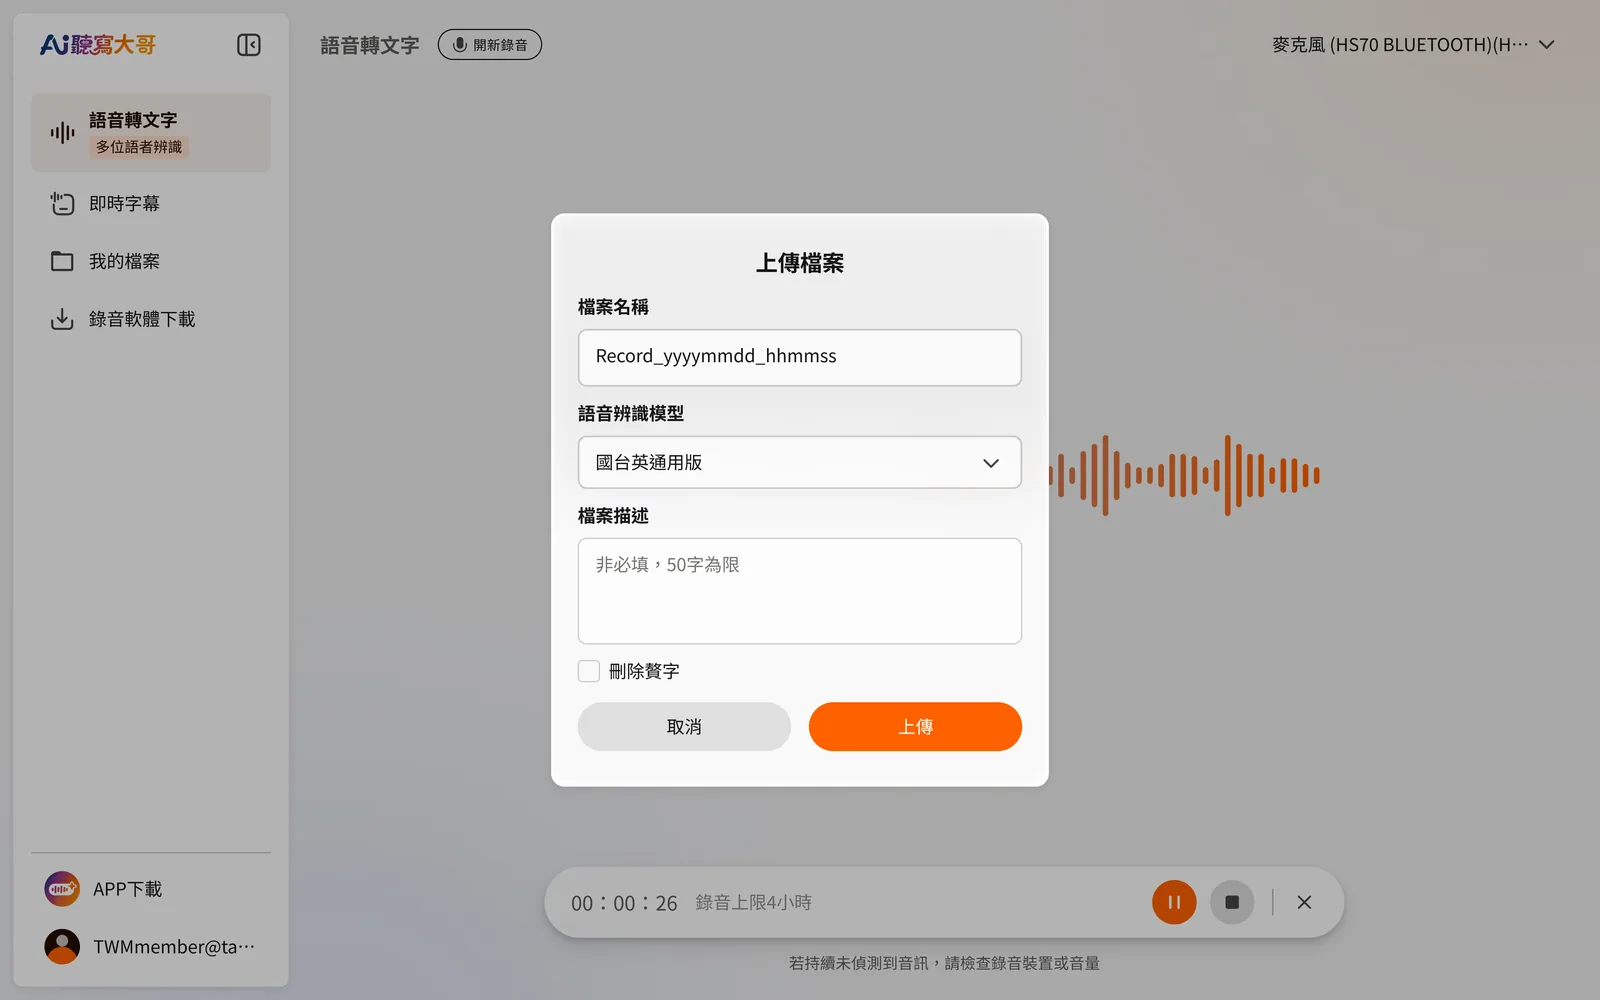 Ai聽寫大哥
語音轉文字
多位語者辨識
即時字幕
我的檔案
錄音軟體下載
APP下載
TWMmember@ta⋯
語音轉文字
開新錄音
麥克風 (HS70 BLUETOOTH)(H⋯
上傳檔案
檔案名稱
Record_yyyymmdd_hhmmss
語音辨識模型
國台英通用版
檔案描述
非必填，50字為限
刪除贅字
取消
上傳
00：00：26 錄音上限4小時
若持續未偵測到音訊，請檢查錄音裝置或音量